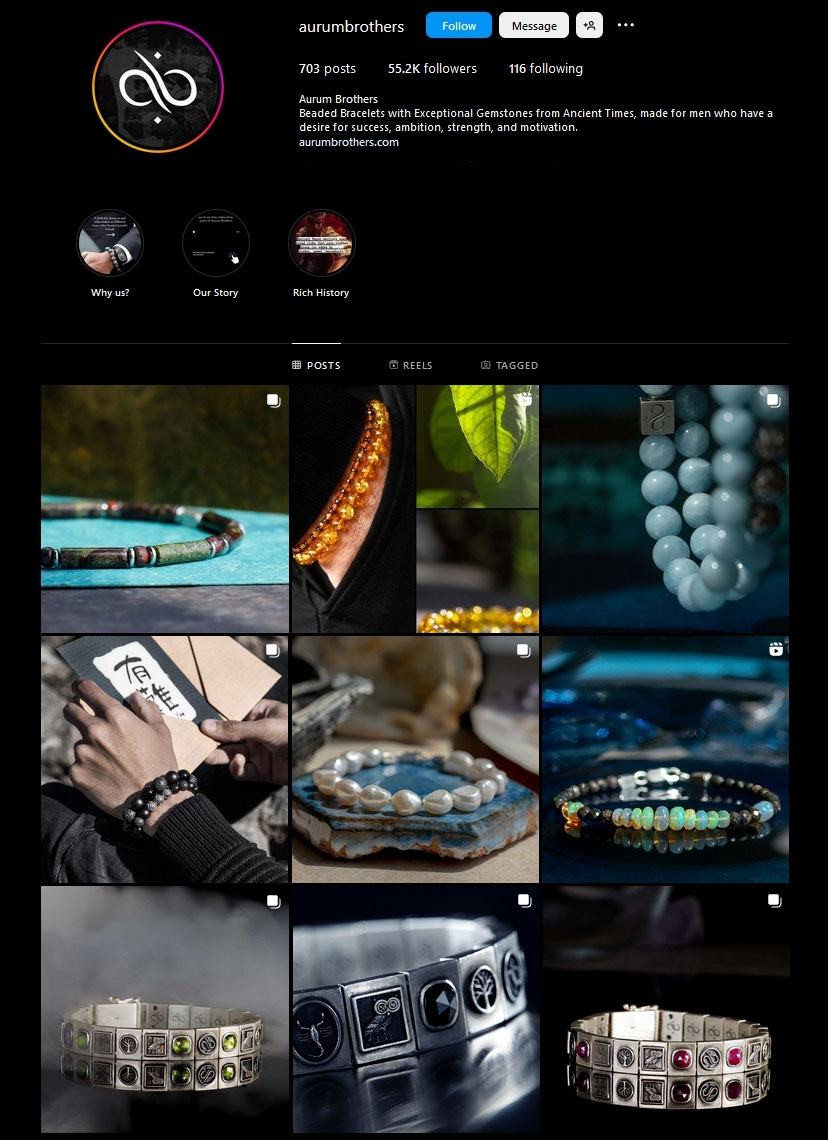 aurumbrothers Follow Message
703 posts 55.2K followers 116 following
Aurum Brothers
Beaded Bracelets with Exceptional Gemstones from Ancient Times, made for men who have a
desire for success, ambition, strength, and motivation.
aurumbrothers.com
Why us? Our Story Rich History
POSTS REELS TAGGED
有